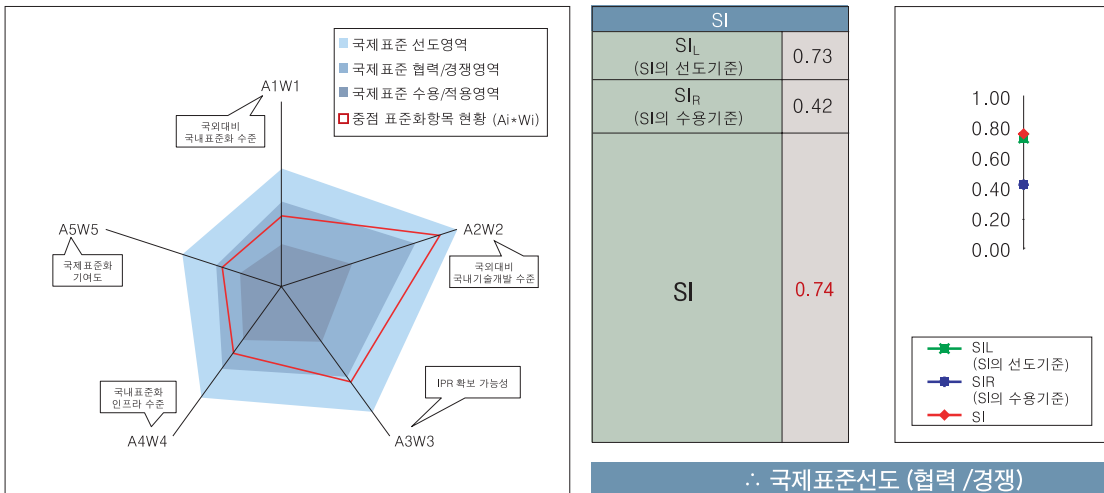 국제표준 선도영역
국제표준 협력/경쟁영역
국제표준 수용/적용영역
중점 표준화항목 현황 (Ai*Wi)
A1W1
국외대비
국내표준화 수준
A2W2
국외대비
국내기술개발 수준
A5W5
국제표준화
기여도
국내표준화
인프라 수준
A4W4
IPR 확보 가능성
A3W3
SI
SIL
(SI의 선도기준)
0.73
SIR
(SI의 수용기준)
0.42
SI
0.74
1.00
0.80
0.60
0.40
0.20
0.00
SIL
(SI의 선도기준)
SIR
(SI의 수용기준)
SI
∴ 국제표준선도 (협력 /경쟁)